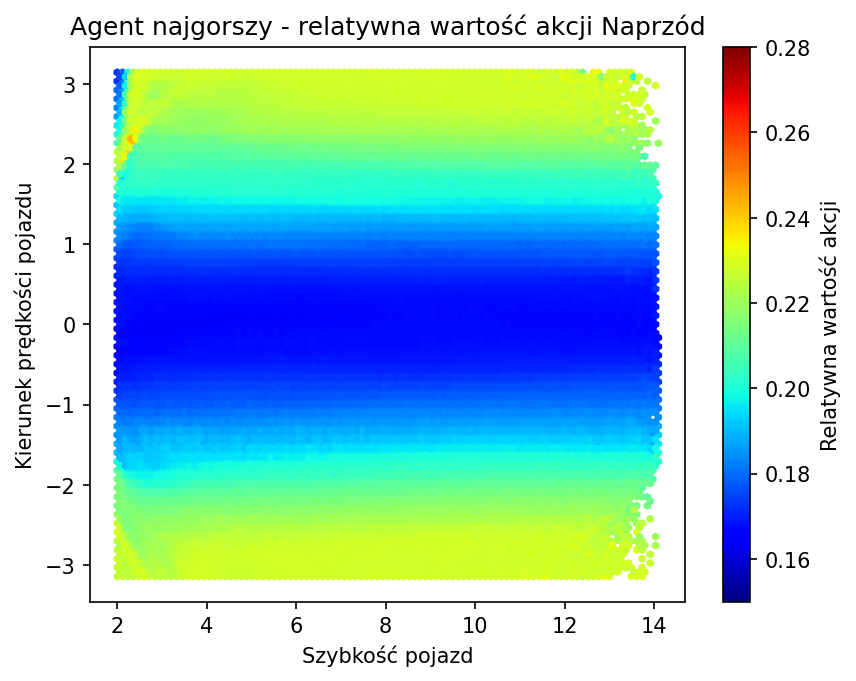 Agent najgorszy - relatywna wartość akcji Naprzód
Kierunek prędkości pojazdu
3
2
1
0
−1
−2
−3
2 4 6 8 10 12 14
Szybkość pojazd
0.28
0.26
0.24
0.22
0.20
0.18
0.16
Relatywna wartość akcji